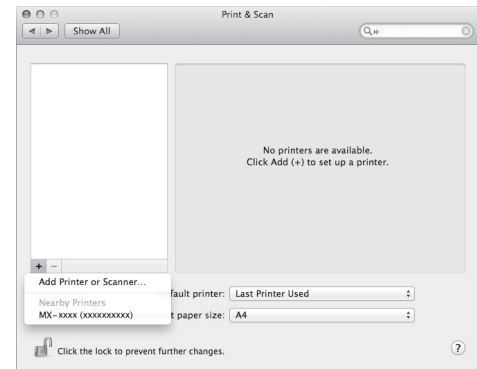 Print & Scan
Show All
»
No printers are available.
Click Add (+) to set up a printer.
+ −
Add Printer or Scanner...
fault printer: Last Printer Used
Nearby Printers
MX-xxxx (xxxxxxxxxx)
t paper size: A4
Click the lock to prevent further changes.
?